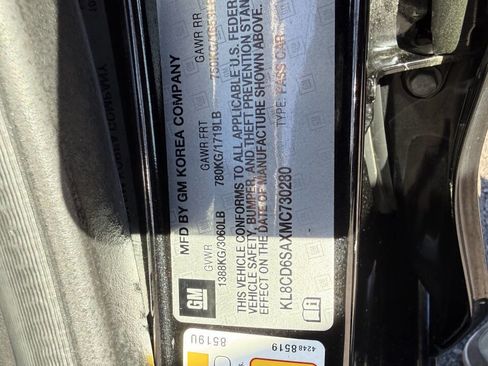 MFD BY GM KOREA COMPANY
GVWR GAWR FRT GAWR RR
1388KG/3060LB 780KG/1719LB
THIS VEHICLE CONFORMS TO ALL APPLICABLE U.S. FEDER
VEHICLE SAFETY, BUMPER, AND THEFT PREVENTION STAN
EFFECT ON THE DATE OF MANUFACTURE SHOWN ABOVE.
KL8CD6SAXMC730280 TYPE: PASS CAR
GM
8519U
4248 8519